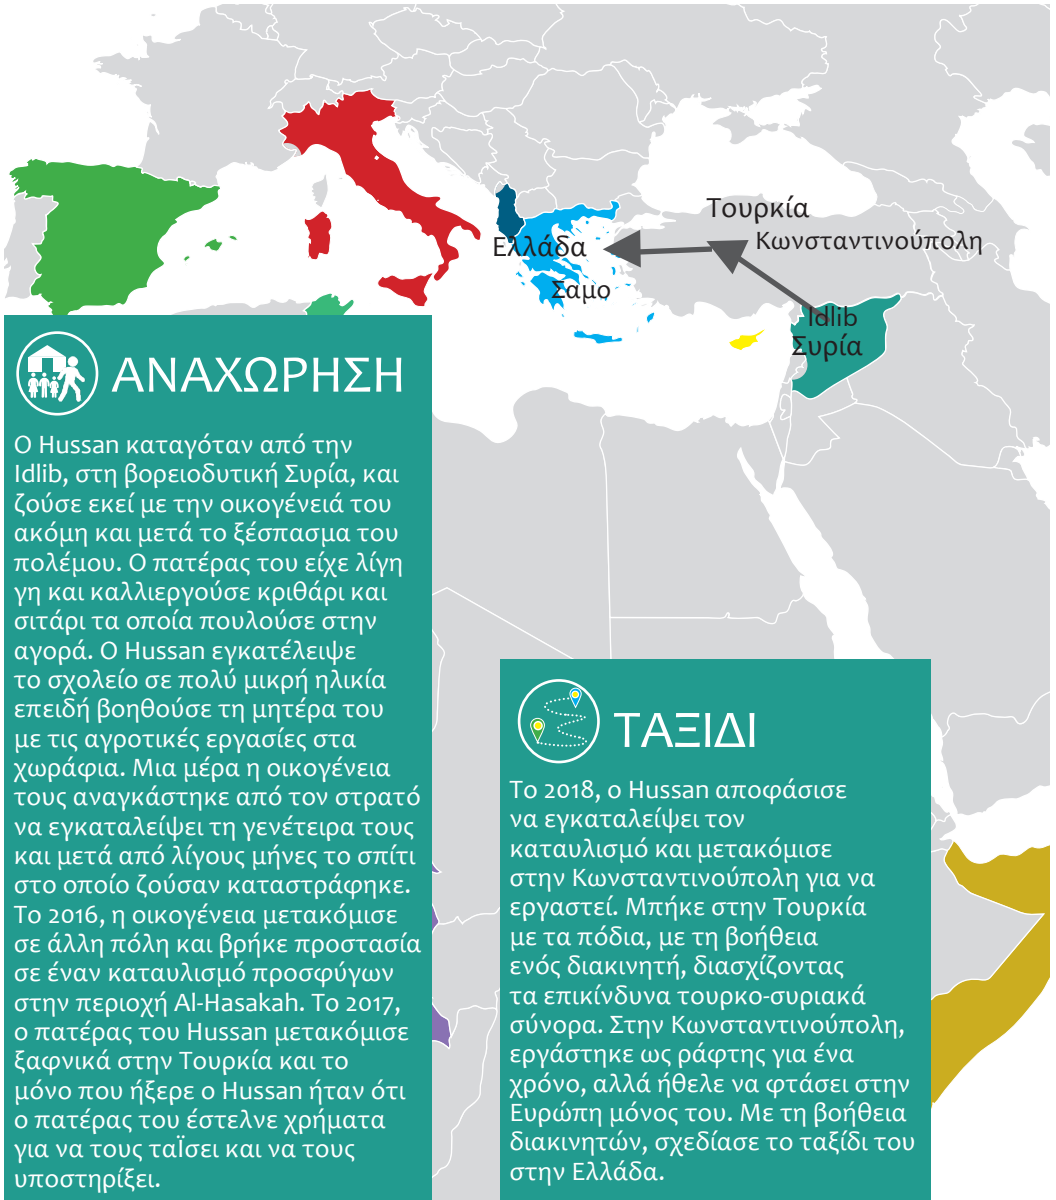 Τουρκία
Κωνσταντινούπολη
Ελλάδα
Σαμο
Idlib
Συρία
ΑΝΑΧΩΡΗΣΗ
Ο Hussan καταγόταν από την
Idlib, στη βορειοδυτική Συρία, και
ζούσε εκεί με την οικογένειά του
ακόμη και μετά το ξέσπασμα του
πολέμου. Ο πατέρας του είχε λίγη
γη και καλλιεργούσε κριθάρι και
σιτάρι τα οποία πουλούσε στην
αγορά. Ο Hussan εγκατέλειψε
το σχολείο σε πολύ μικρή ηλικία
επειδή βοηθούσε τη μητέρα του
με τις αγροτικές εργασίες στα
χωράφια. Μια μέρα η οικογένεια
τους αναγκάστηκε από τον στρατό
να εγκαταλείψει τη γενέτειρα τους
και μετά από λίγους μήνες το σπίτι
στο οποίο ζούσαν καταστράφηκε.
Το 2016, η οικογένεια μετακόμισε
σε άλλη πόλη και βρήκε προστασία
σε έναν καταυλισμό προσφύγων
στην περιοχή Al-Hasakah. Το 2017,
ο πατέρας του Hussan μετακόμισε
ξαφνικά στην Τουρκία και το
μόνο που ήξερε ο Hussan ήταν ότι
ο πατέρας του έστελνε χρήματα
για να τους ταΪσει και να τους
υποστηρίξει.
ΤΑΞΙΔΙ
Το 2018, ο Hussan αποφάσισε
να εγκαταλείψει τον
καταυλισμό και μετακόμισε
στην Κωνσταντινούπολη για να
εργαστεί. Μπήκε στην Τουρκία
με τα πόδια, με τη βοήθεια
ενός διακινητή, διασχίζοντας
τα επικίνδυνα τουρκο-συριακά
σύνορα. Στην Κωνσταντινούπολη,
εργάστηκε ως ράφτης για ένα
χρόνο, αλλά ήθελε να φτάσει στην
Ευρώπη μόνος του. Με τη βοήθεια
διακινητών, σχεδίασε το ταξίδι του
στην Ελλάδα.